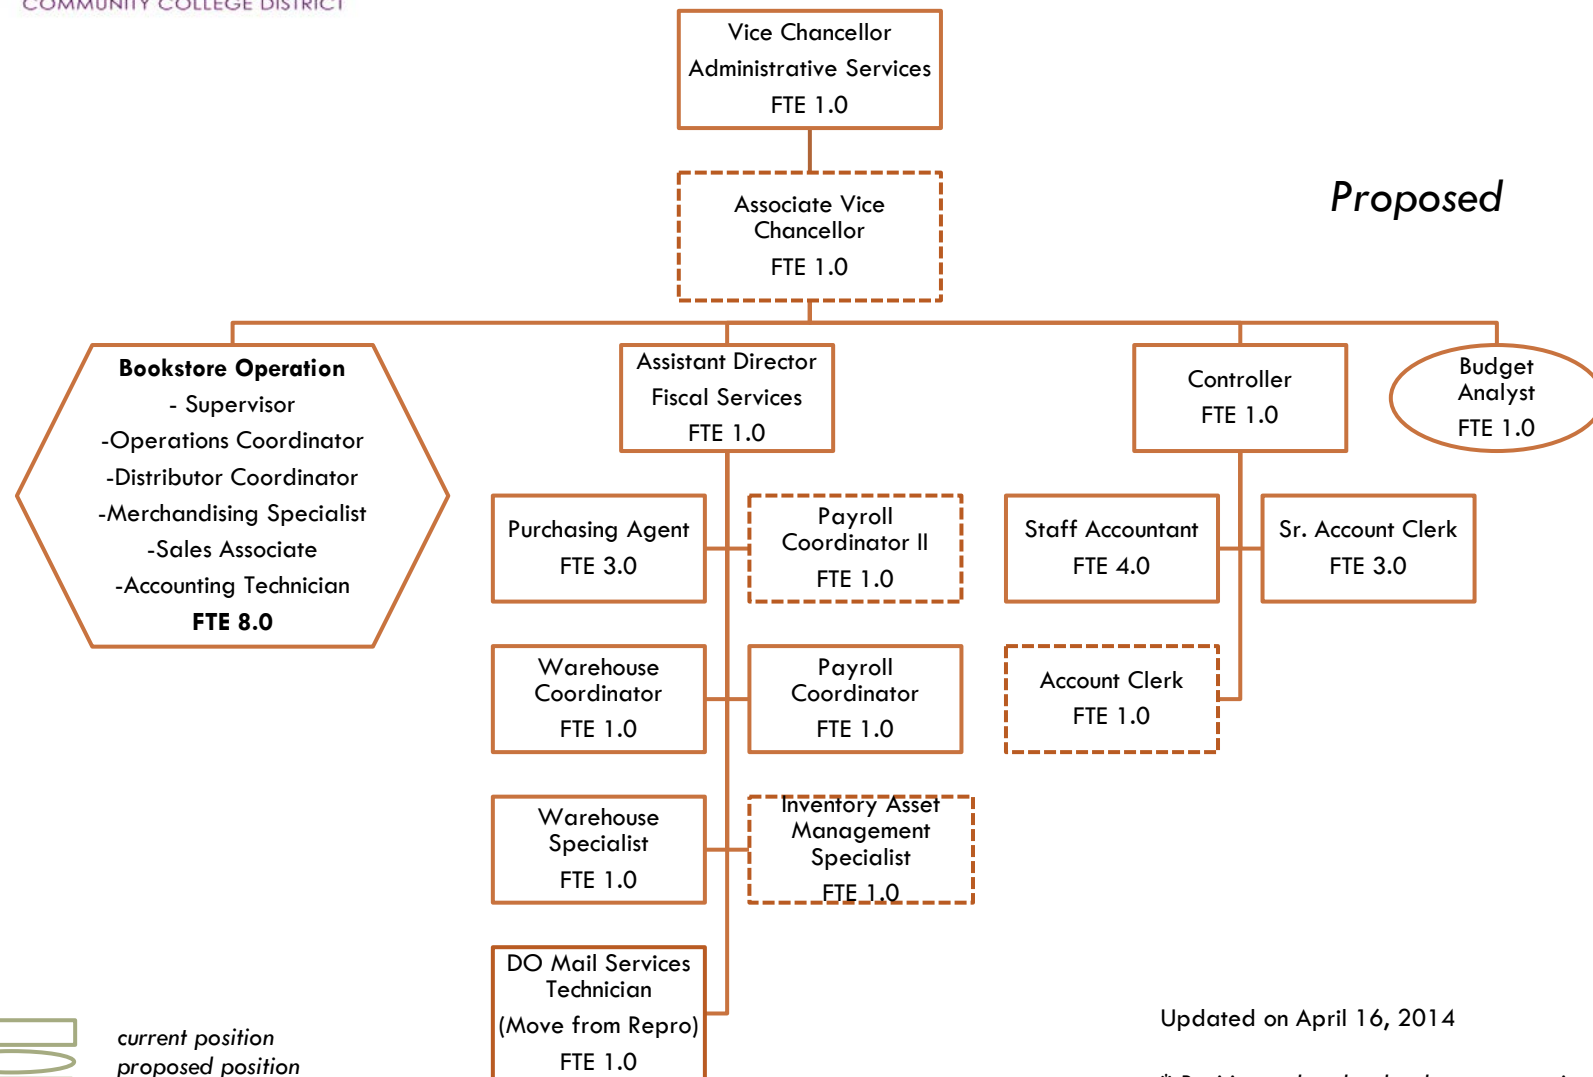 COMMUNITY COLLEGE DISTRICT
Vice Chancellor
Administrative Services
FTE 1.0
Associate Vice
Chancellor
FTE 1.0
Proposed
Bookstore Operation
- Supervisor
-Operations Coordinator
-Distributor Coordinator
-Merchandising Specialist
-Sales Associate
-Accounting Technician
FTE 8.0
Assistant Director
Fiscal Services
FTE 1.0
Controller
FTE 1.0
Budget
Analyst
FTE 1.0
Purchasing Agent
FTE 3.0
Payroll
Coordinator II
FTE 1.0
Staff Accountant
FTE 4.0
Sr. Account Clerk
FTE 3.0
Warehouse
Coordinator
FTE 1.0
Payroll
Coordinator
FTE 1.0
Account Clerk
FTE 1.0
Warehouse
Specialist
FTE 1.0
Inventory Asset
Management
Specialist
FTE 1.0
DO Mail Services
Technician
(Move from Repro)
FTE 1.0
current position
proposed position
Updated on April 16, 2014